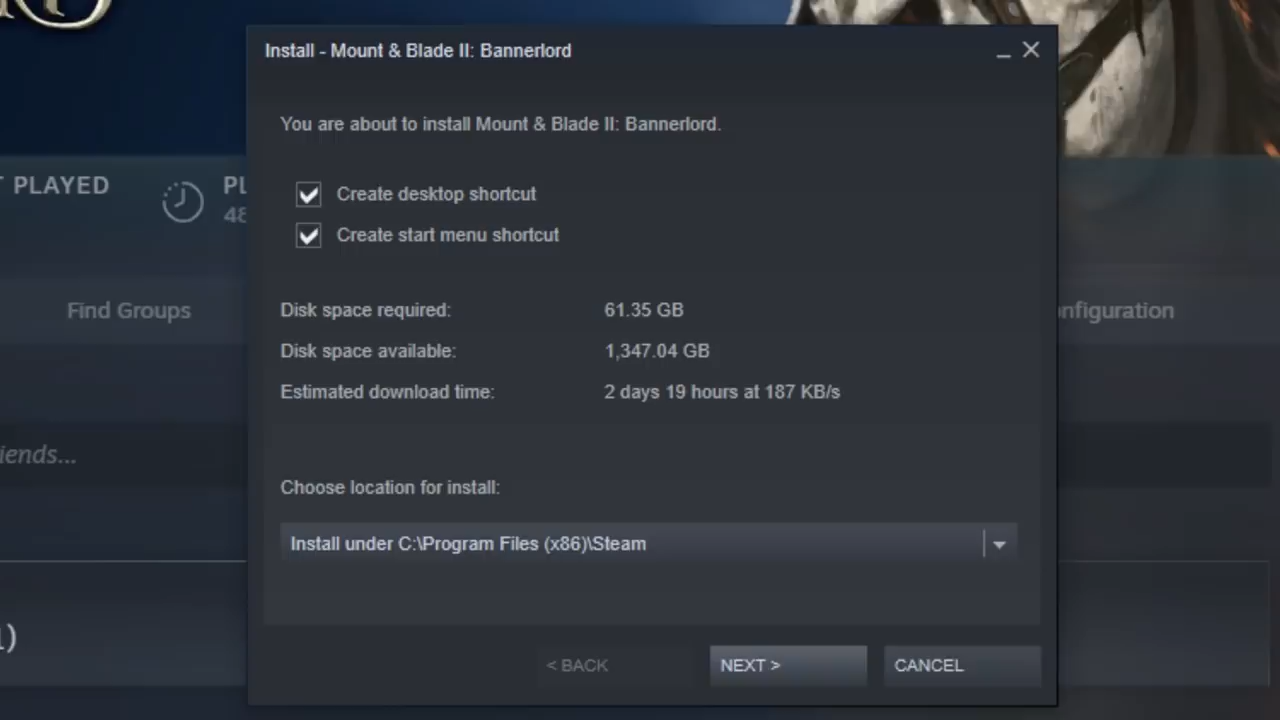 Install - Mount & Blade II: Bannerlord
You are about to install Mount & Blade II: Bannerlord.
PLAYED
48
Create desktop shortcut
Create start menu shortcut
Find Groups
Disk space required: 61.35 GB
Disk space available: 1,347.04 GB
Estimated download time: 2 days 19 hours at 187 KB/s
Choose location for install:
Install under C:\Program Files (x86)\Steam
< BACK NEXT > CANCEL